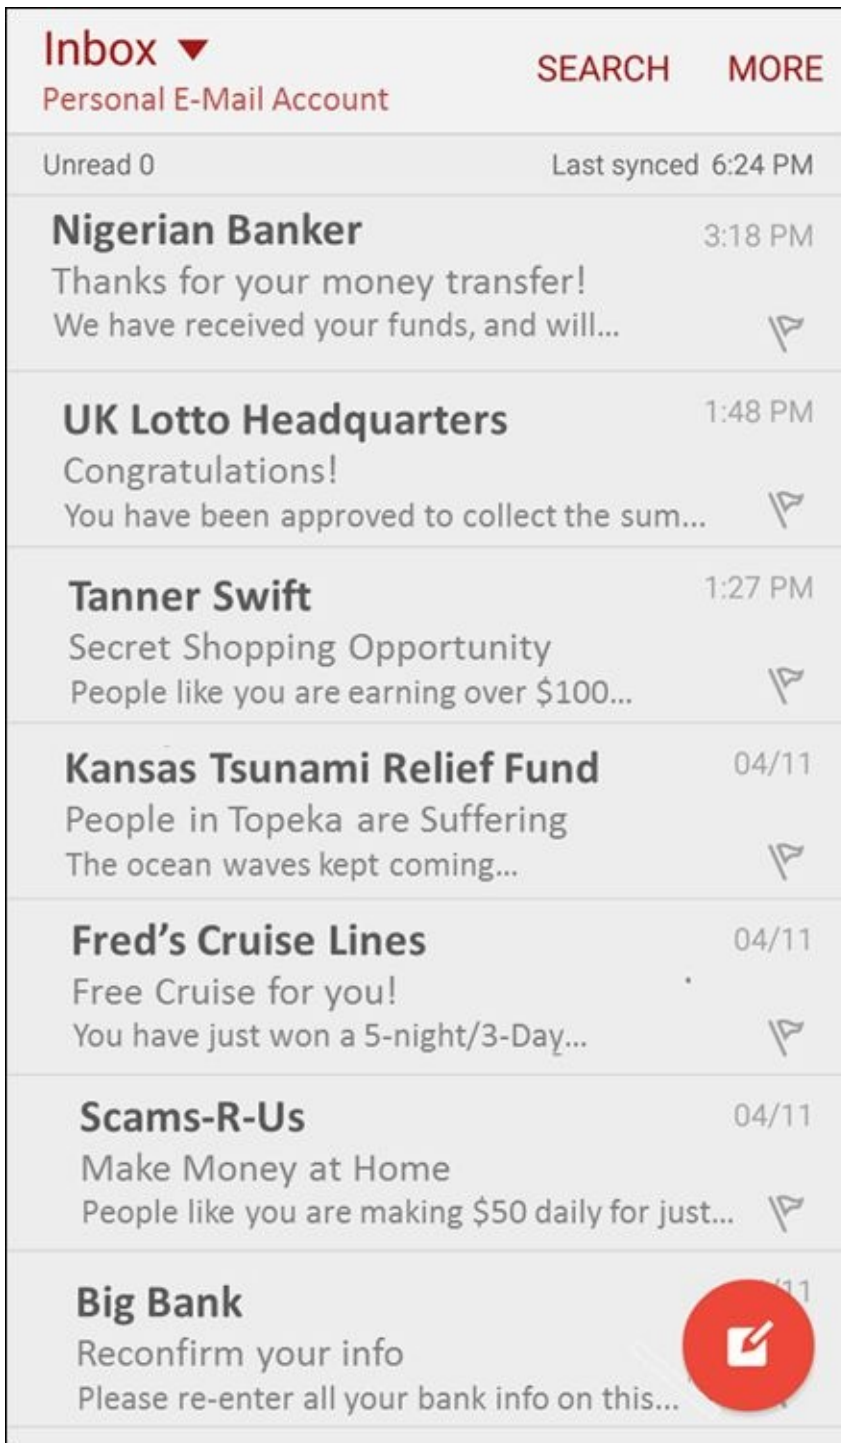 Inbox
SEARCH MORE
Personal E-Mail Account
Unread 0 Last synced 6:24 PM
Nigerian Banker 3:18 PM
Thanks for your money transfer!
We have received your funds, and will...
UK Lotto Headquarters 1:48 PM
Congratulations!
You have been approved to collect the sum...
Tanner Swift 1:27 PM
Secret Shopping Opportunity
People like you are earning over $100...
Kansas Tsunami Relief Fund 04/11
People in Topeka are Suffering
The ocean waves kept coming...
Fred's Cruise Lines 04/11
Free Cruise for you!
You have just won a 5-night/3-Day...
Scams-R-Us 04/11
Make Money at Home
People like you are making $50 daily for just...
Big Bank
Reconfirm your info
Please re-enter all your bank info on this...